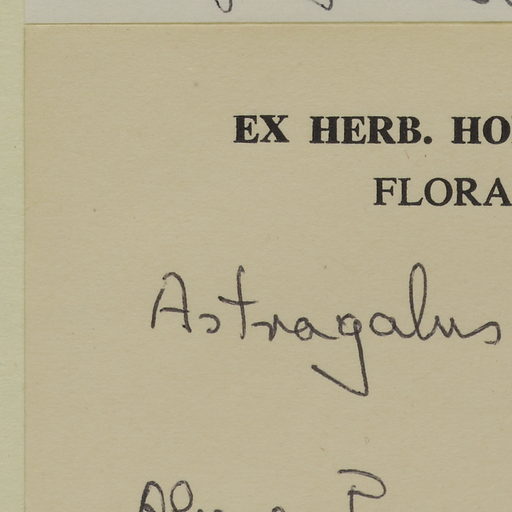 EX HERB. HO
FLORA
Astragalus